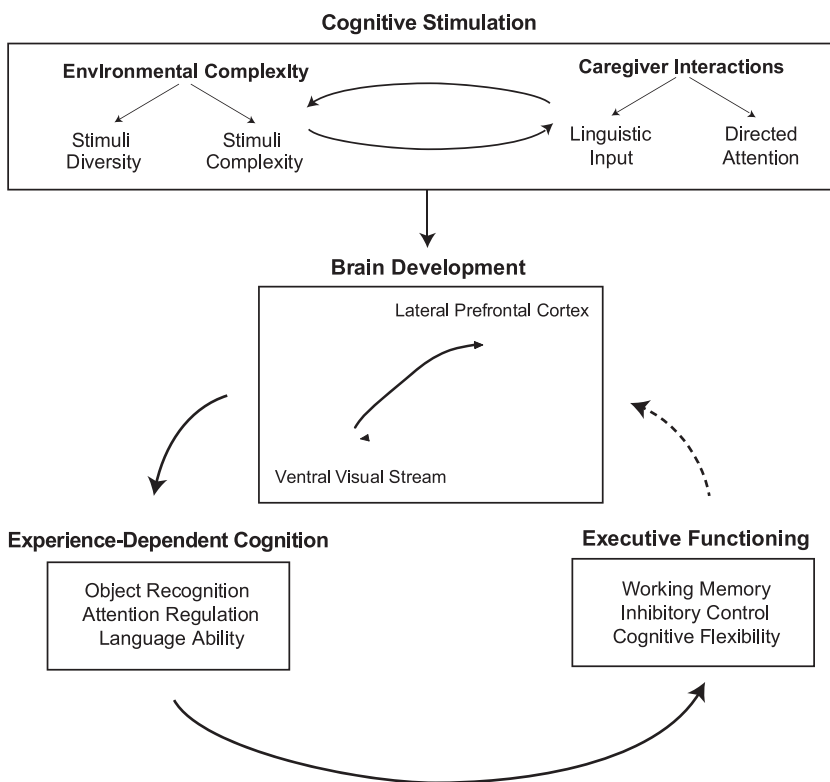 Cognitive Stimulation
Environmental Complexity
Caregiver Interactions
Stimuli
Diversity
Stimuli
Complexity
Linguistic
Input
Directed
Attention
Brain Development
Lateral Prefrontal Cortex
Ventral Visual Stream
Experience-Dependent Cognition
Object Recognition
Attention Regulation
Language Ability
Executive Functioning
Working Memory
Inhibitory Control
Cognitive Flexibility